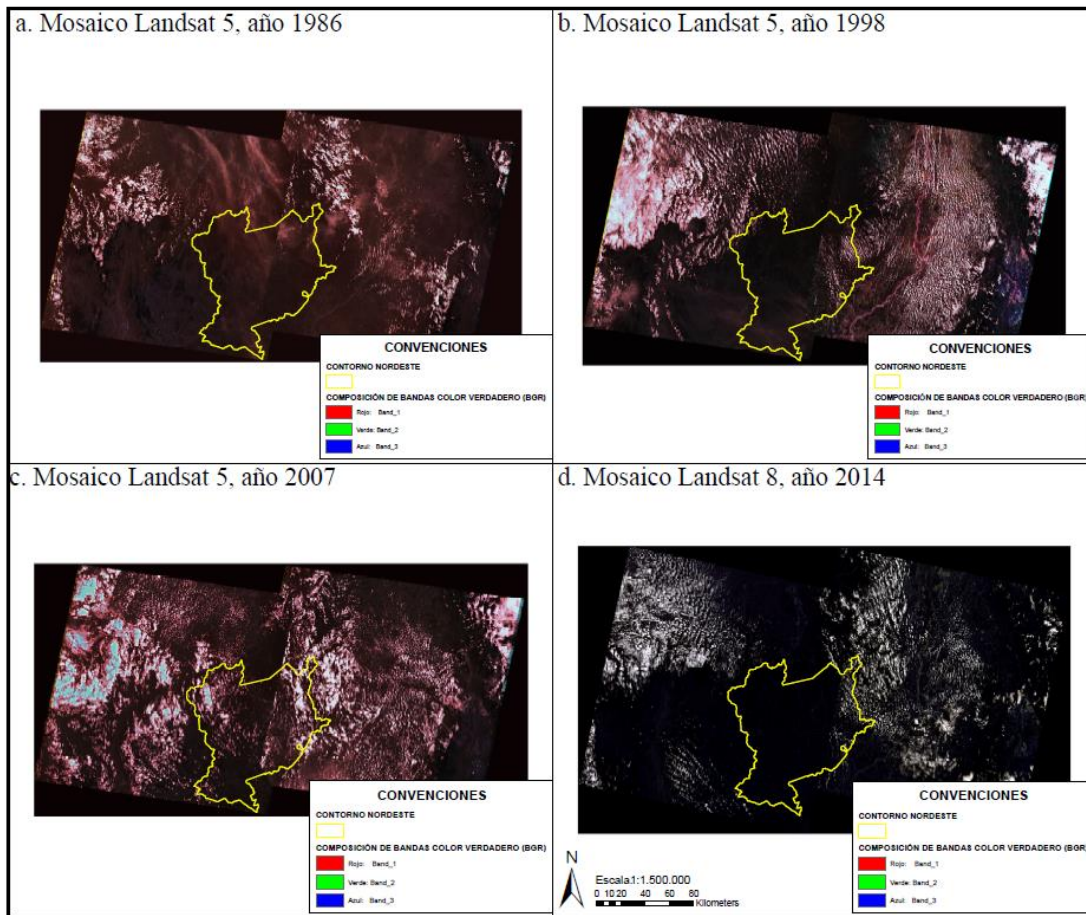 a. Mosaico Landsat 5, año 1986
CONVENCIONES
CONTORNO NORDESTE
COMPOSICIÓN DE BANDAS COLOR VERDADERO (BGR)
Rojo: Band_1
Verde: Band_2
Azul: Band_3
b. Mosaico Landsat 5, año 1998
CONVENCIONES
CONTORNO NORDESTE
COMPOSICIÓN DE BANDAS COLOR VERDADERO (BGR)
Rojo: Band_1
Verde: Band_2
Azul: Band_3
c. Mosaico Landsat 5, año 2007
CONVENCIONES
CONTORNO NORDESTE
COMPOSICIÓN DE BANDAS COLOR VERDADERO (BGR)
Rojo: Band_1
Verde: Band_2
Azul: Band_3
d. Mosaico Landsat 8, año 2014
N
Escala:1:1.500.000
0 10 20 40 60 80
Kilometers
CONVENCIONES
CONTORNO NORDESTE
COMPOSICIÓN DE BANDAS COLOR VERDADERO (BGR)
Rojo: Band_1
Verde: Band_2
Azul: Band_3